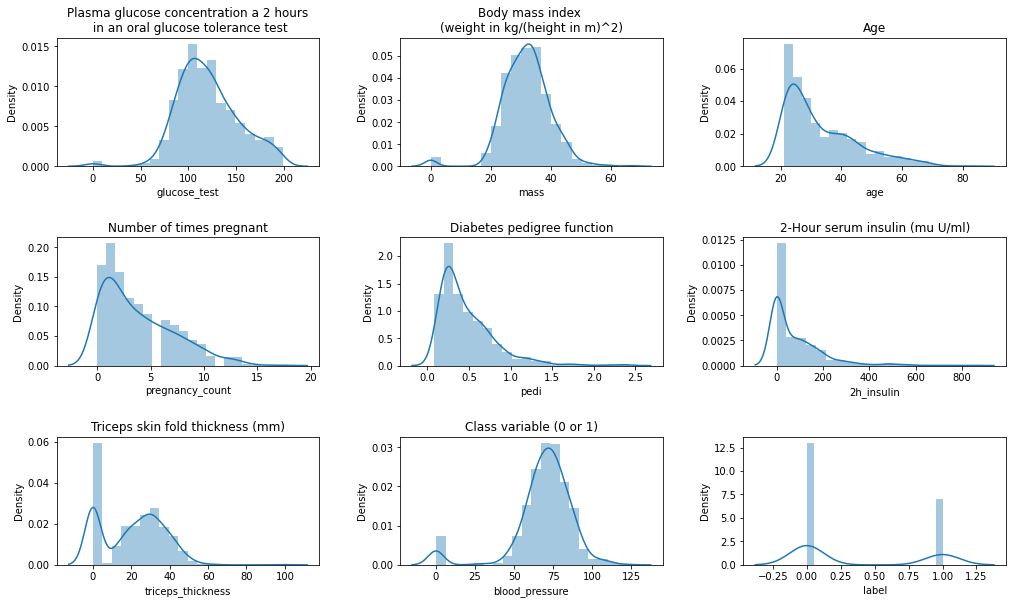 Plasma glucose concentration a 2 hours
in an oral glucose tolerance test
Density
0.015
0.010
0.005
0.000
0 50 100 150 200
glucose_test
Body mass index
(weight in kg/(height in m)^2)
Density
0.05
0.04
0.03
0.02
0.01
0.00
0 20 40 60
mass
Age
Density
0.06
0.04
0.02
0.00
20 40 60 80
age
Number of times pregnant
Density
0.20
0.15
0.10
0.05
0.00
0 5 10 15 20
pregnancy_count
Diabetes pedigree function
Density
2.0
1.5
1.0
0.5
0.0
0.0 0.5 1.0 1.5 2.0 2.5
pedi
2-Hour serum insulin (mu U/ml)
Density
0.0125
0.0100
0.0075
0.0050
0.0025
0.0000
0 200 400 600 800
2h_insulin
Triceps skin fold thickness (mm)
Density
0.06
0.04
0.02
0.00
0 20 40 60 80 100
triceps_thickness
Class variable (0 or 1)
Density
0.03
0.02
0.01
0.00
0 25 50 75 100 125
blood_pressure
Density
12.5
10.0
7.5
5.0
2.5
0.0
−0.25 0.00 0.25 0.50 0.75 1.00 1.25
label